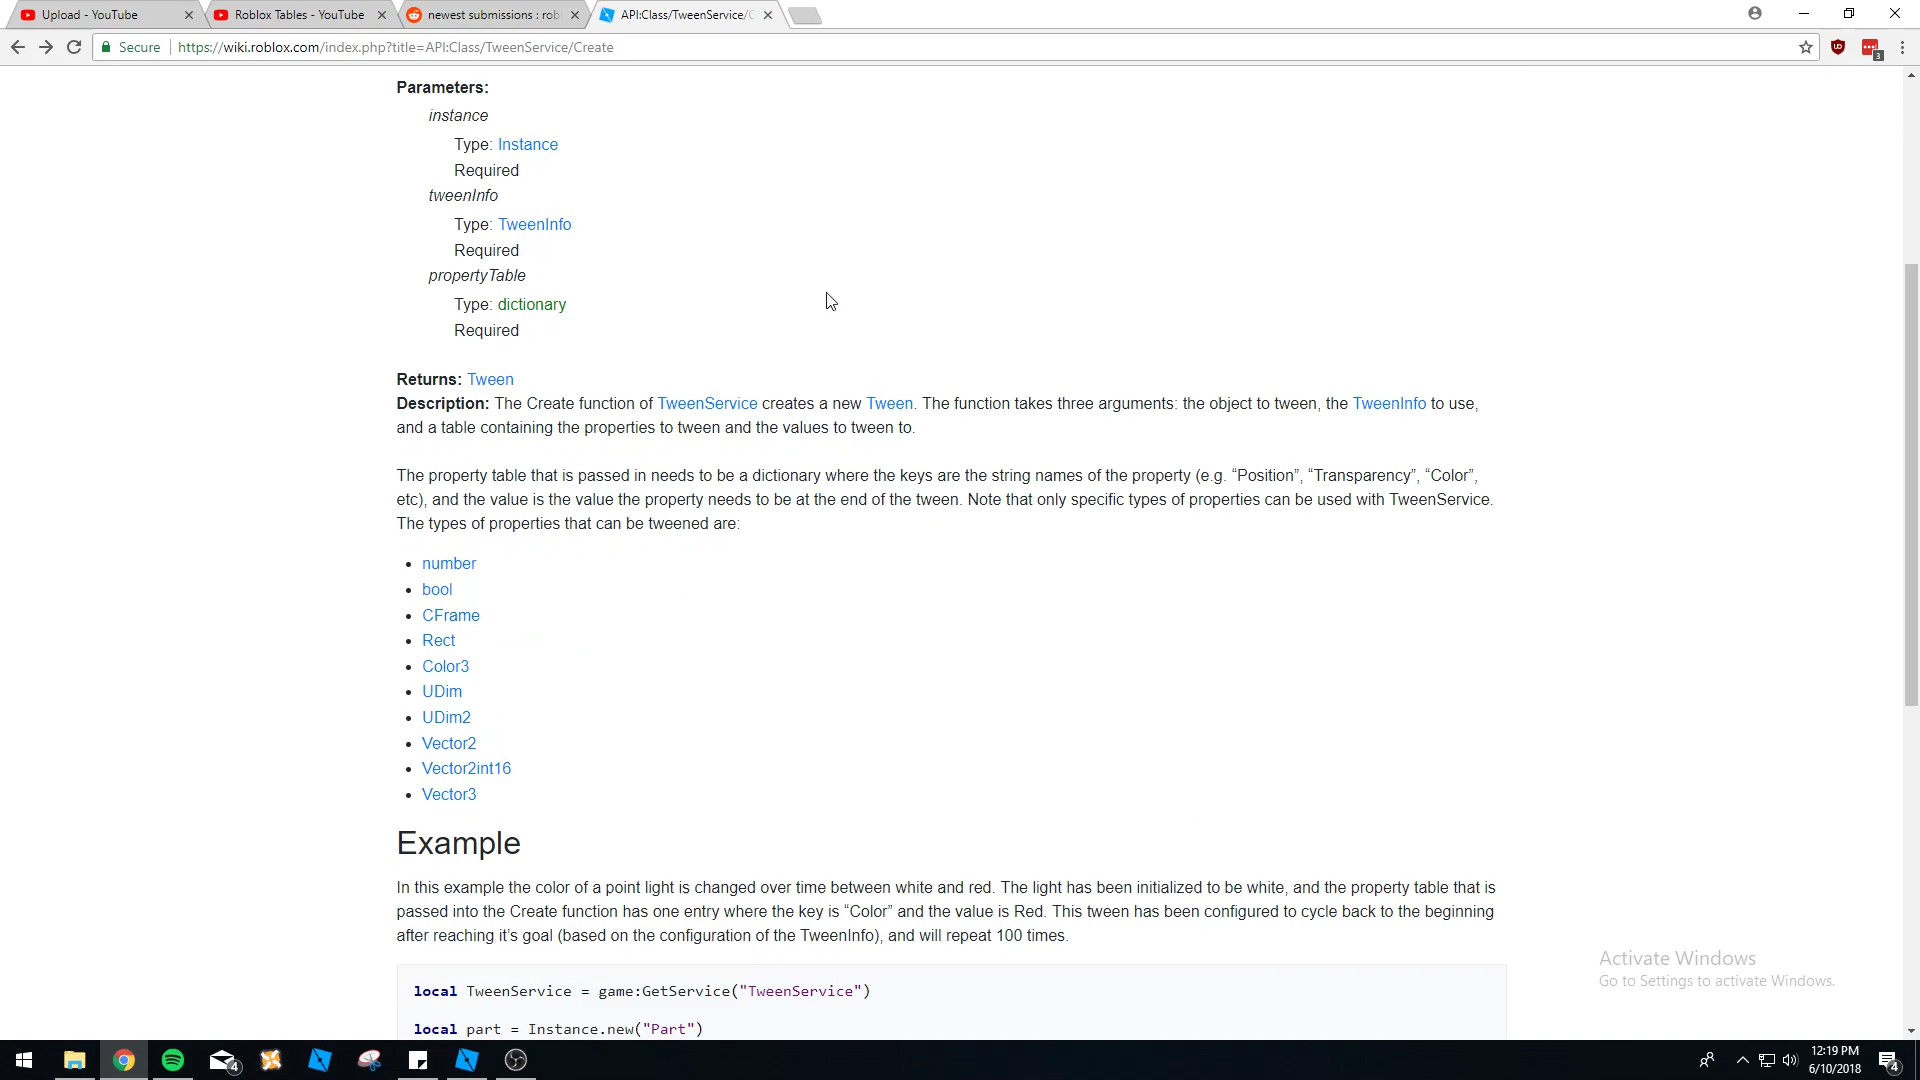 Upload - YouTube
Roblox Tables - YouTube
newest submissions : rob
API:Class/TweenService/C
Secure
https://wiki.roblox.com/index.php?title=API:Class/TweenService/Create
3
Parameters:
instance
Type: Instance
Required
tweenInfo
Type: TweenInfo
Required
propertyTable
Type: dictionary
Required
Returns: Tween
Description: The Create function of TweenService creates a new Tween. The function takes three arguments: the object to tween, the TweenInfo to use,
and a table containing the properties to tween and the values to tween to.
The property table that is passed in needs to be a dictionary where the keys are the string names of the property (e.g. “Position”, “Transparency”, “Color”,
etc), and the value is the value the property needs to be at the end of the tween. Note that only specific types of properties can be used with TweenService.
The types of properties that can be tweened are:
number
bool
CFrame
Rect
Color3
UDim
UDim2
Vector2
Vector2int16
Vector3
Example
In this example the color of a point light is changed over time between white and red. The light has been initialized to be white, and the property table that is
passed into the Create function has one entry where the key is “Color” and the value is Red. This tween has been configured to cycle back to the beginning
after reaching it’s goal (based on the configuration of the TweenInfo), and will repeat 100 times.
local TweenService = game:GetService("TweenService")
local part = Instance.new("Part")
Activate Windows
Go to Settings to activate Windows.
4
12:19 PM
6/10/2018
4